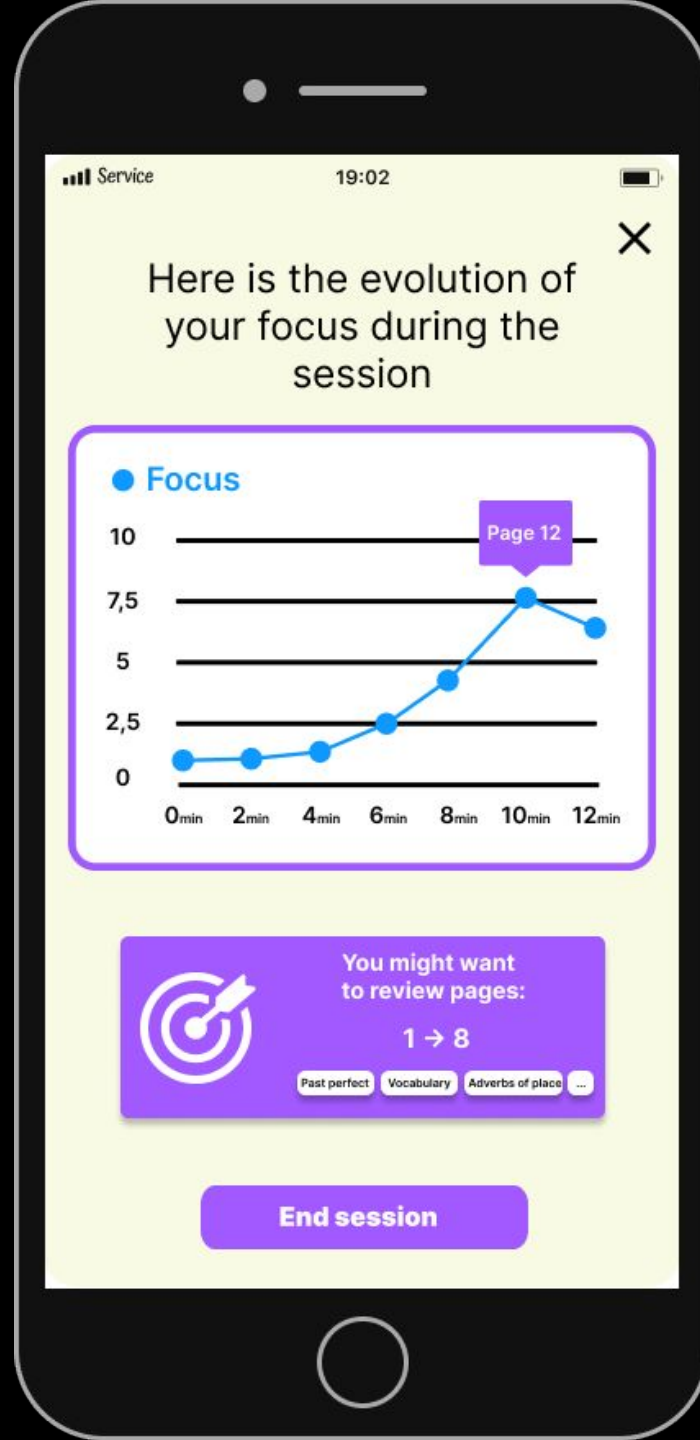 Service
19:02
Here is the evolution of
your focus during the
session
Focus
Page 12
10
7,5
5
2,5
0
0min 2min 4min 6min 8min 10min 12min
You might want
to review pages:
1 → 8
Past perfect Vocabulary Adverbs of place ...
End session